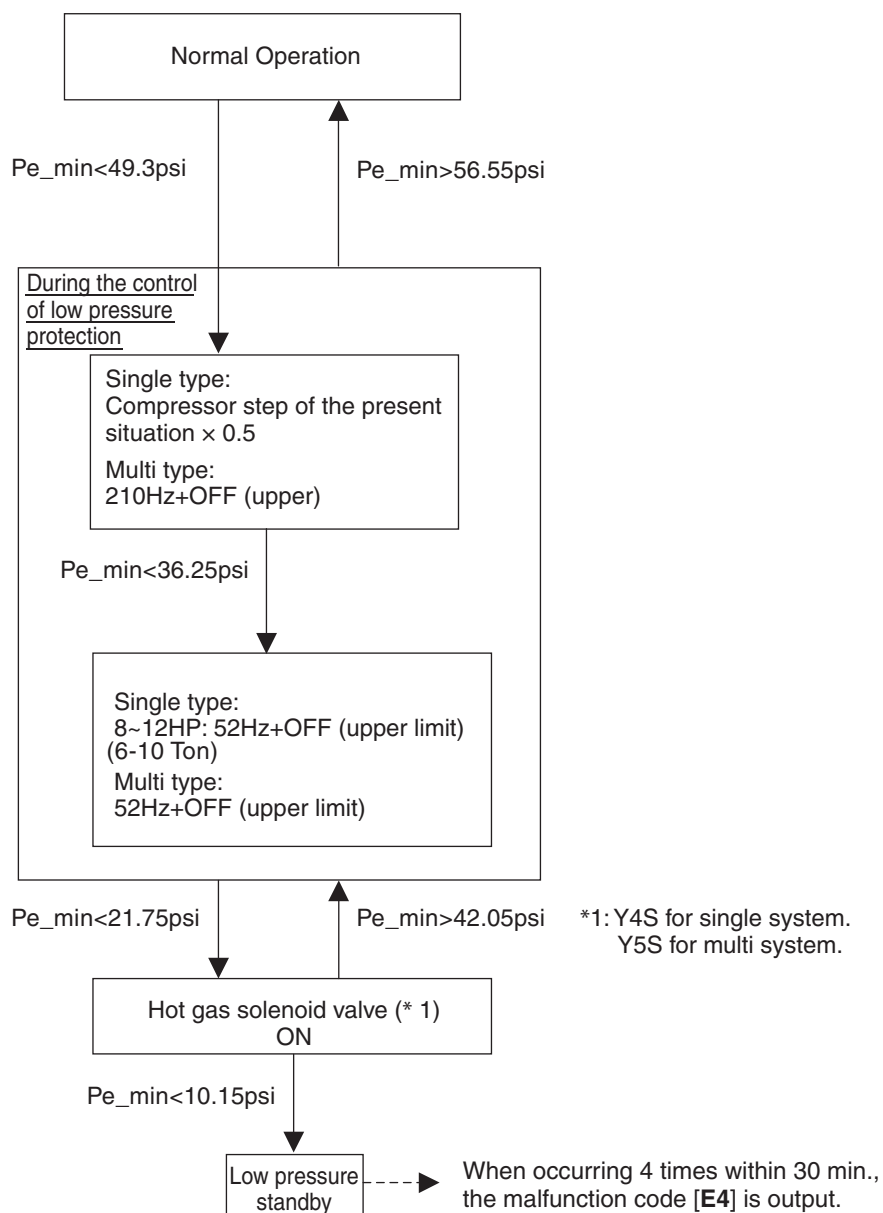 Normal Operation
Pe_min<49.3psi
Pe_min>56.55psi
During the control
of low pressure
protection
Single type:
Compressor step of the present
situation × 0.5
Multi type:
210Hz+OFF (upper)
Pe_min<36.25psi
Single type:
8~12HP: 52Hz+OFF (upper limit)
(6-10 Ton)
Multi type:
52Hz+OFF (upper limit)
Pe_min<21.75psi
Pe_min>42.05psi
*1: Y4S for single system.
Y5S for multi system.
Hot gas solenoid valve (* 1)
ON
Pe_min<10.15psi
Low pressure
standby
When occurring 4 times within 30 min.,
the malfunction code [E4] is output.